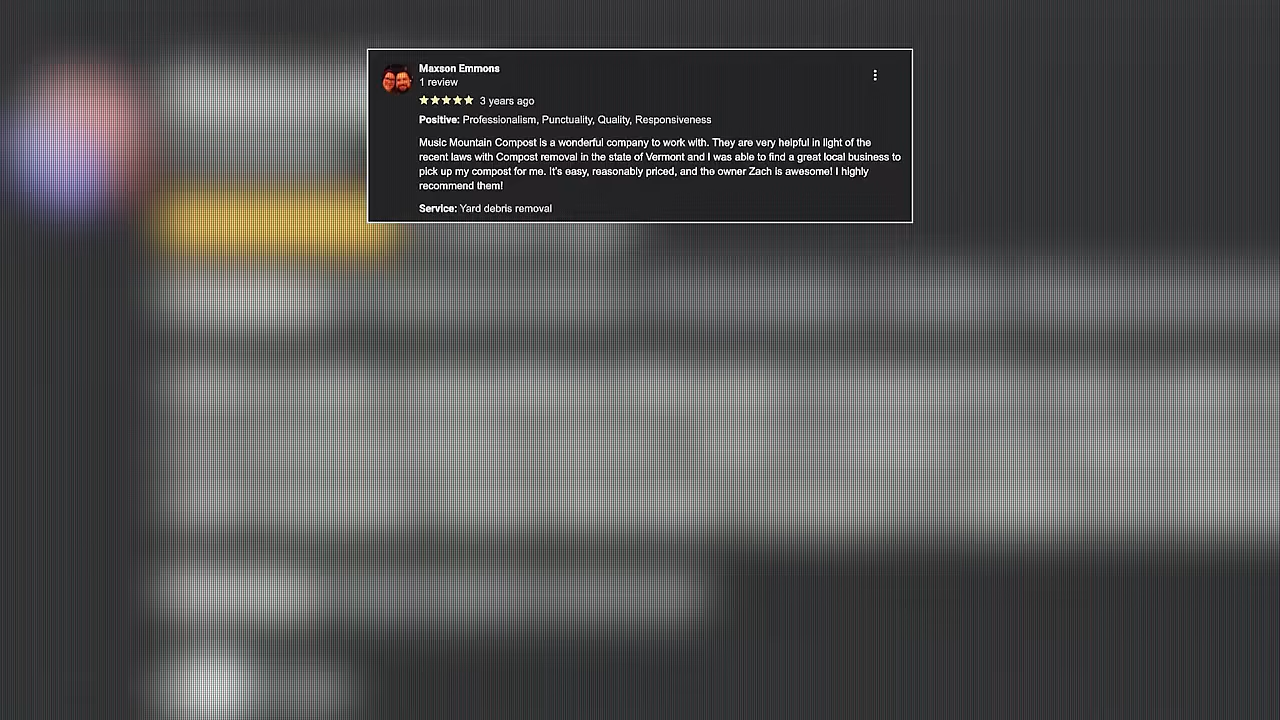 Maxson Emmons
1 review
3 years ago
Positive: Professionalism, Punctuality, Quality, Responsiveness
Music Mountain Compost is a wonderful company to work with. They are very helpful in light of the
recent laws with Compost removal in the state of Vermont and I was able to find a great local business to
pick up my compost for me. It's easy, reasonably priced, and the owner Zach is awesome! I highly
recommend them!
Service: Yard debris removal